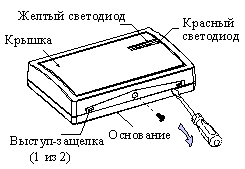 Желтый светодиод
Красный
светодиод
Крышка
Основание
Выступ-защелка
(1 из 2)